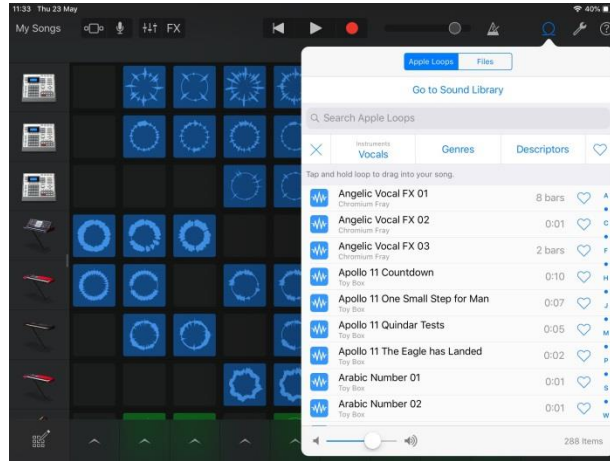 11:33 Thu 23 May
40%
My Songs
FX
Apple Loops
Files
Go to Sound Library
Search Apple Loops
Instruments
Vocals
Genres
Descriptors
Tap and hold loop to drag into your song.
Angelic Vocal FX 01
8 bars
Chromium Fray
A
Angelic Vocal FX 02
0:01
Chromium Fray
C
Angelic Vocal FX 03
2 bars
Chromium Fray
F
Apollo 11 Countdown
0:10
Toy Box
H
Apollo 11 One Small Step for Man
0:07
Toy Box
J
Apollo 11 Quindar Tests
0:05
Toy Box
M
Apollo 11 The Eagle has Landed
0:02
Toy Box
P
Arabic Number 01
0:01
Toy Box
S
Arabic Number 02
0:01
Toy Box
W
288 Items